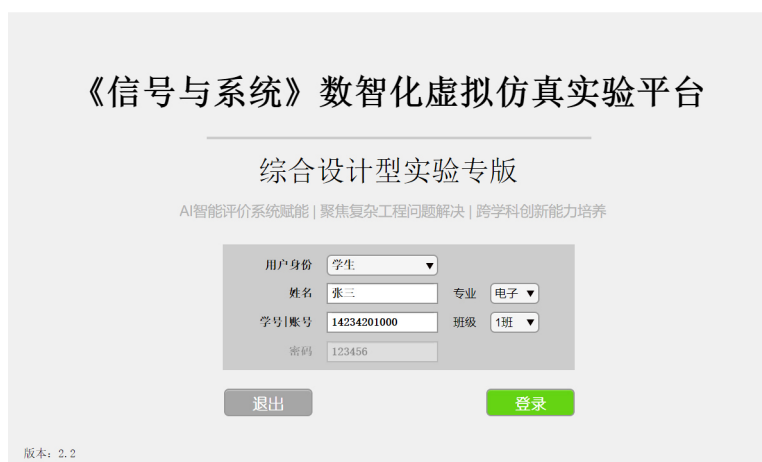 《信号与系统》数智化虚拟仿真实验平台
综合设计型实验专版
AI智能评价系统赋能 | 聚焦复杂工程问题解决 | 跨学科创新能力培养
用户身份 学生
姓名 张三 专业 电子
学号|账号 14234201000 班级 1班
密码 123456
退出 登录
版本：2.2